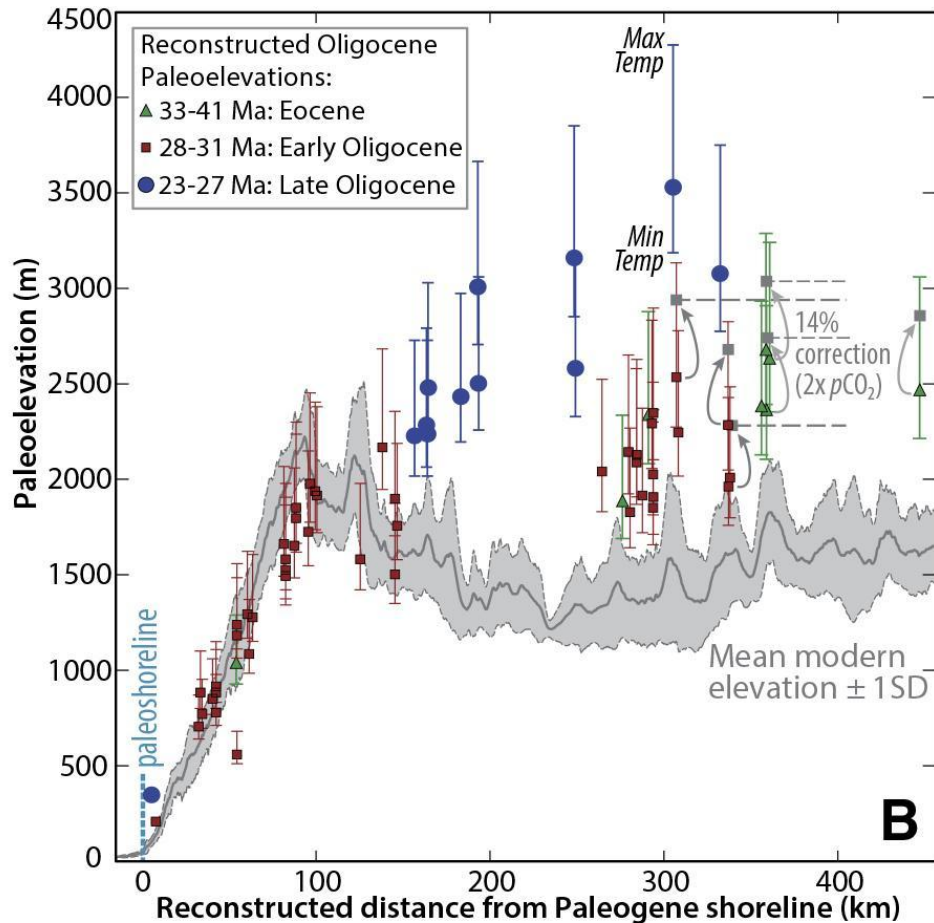 4500
4000
3500
3000
2500
2000
1500
1000
500
0
Paleoelevation (m)
Reconstructed Oligocene
Paleoelevations:
33-41 Ma: Eocene
28-31 Ma: Early Oligocene
23-27 Ma: Late Oligocene
Max
Temp
Min
Temp
14%
correction
(2x pCO₂)
Mean modern
elevation ± 1SD
paleoshoreline
B
0
100
200
300
400
Reconstructed distance from Paleogene shoreline (km)